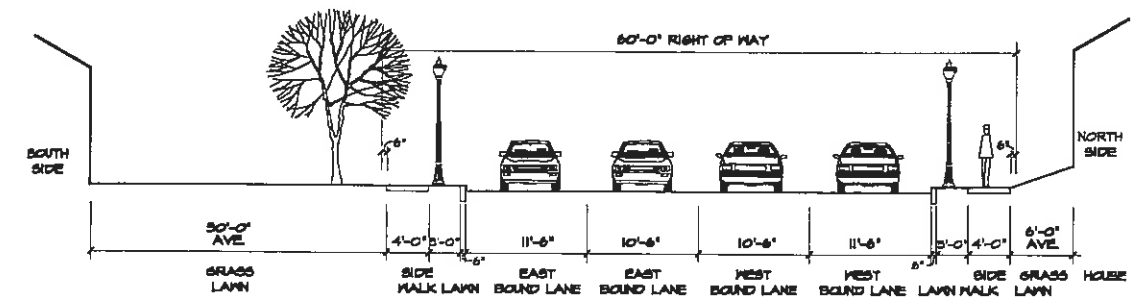 60'-0" RIGHT OF WAY
SOUTH SIDE
NORTH SIDE
6"
6"
30'-0" AVE
4'-0"
3'-0"
6"
11'-6"
10'-6"
10'-6"
11'-6"
6"
3'-0"
4'-0"
6'-0" AVE
GRASS LAWN
SIDE WALK
LAWN
EAST BOUND LANE
EAST BOUND LANE
WEST BOUND LANE
WEST BOUND LANE
LAWN
SIDE WALK
GRASS LAWN
HOUSE